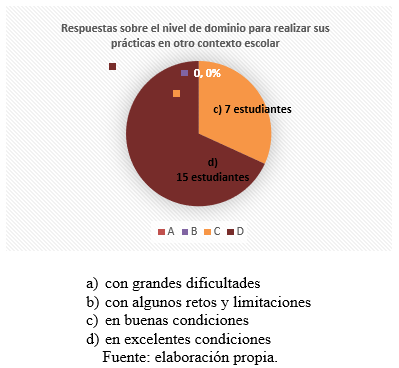 Respuestas sobre el nivel de dominio para realizar sus
prácticas en otro contexto escolar
0, 0%
c) 7 estudiantes
d)
15 estudiantes
A B C D
a) con grandes dificultades
b) con algunos retos y limitaciones
c) en buenas condiciones
d) en excelentes condiciones
Fuente: elaboración propia.